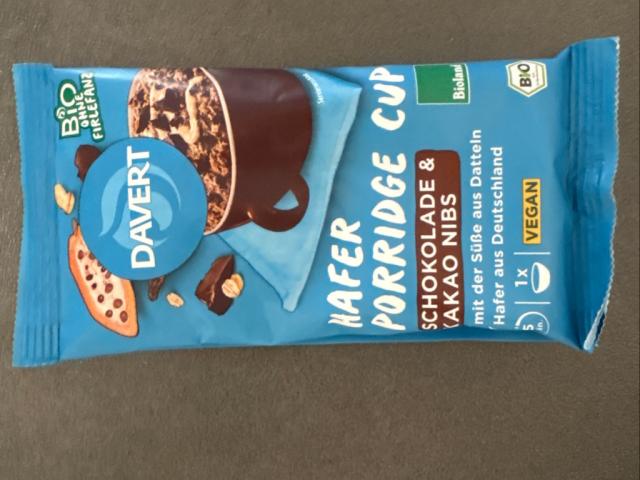 BiO
OHNE
FIRLEFANZ
DAVERT
HAFER
PORRIDGE CUP
SCHOKOLADE &
KAKAO NIBS
mit der Süße aus Datteln
Hafer aus Deutschland
5
1x
VEGAN
Bioland
BIO